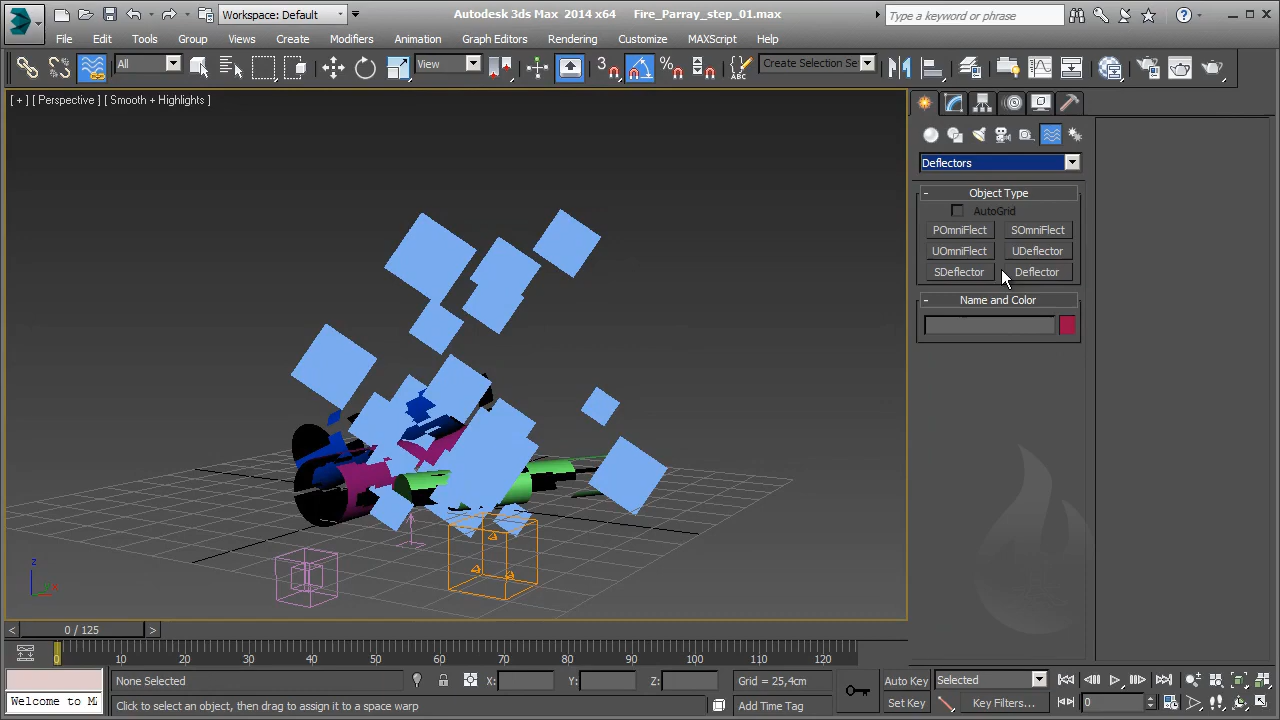 Workspace: Default
Autodesk 3ds Max 2014 x64 Fire_Parray_step_01.max
Type a keyword or phrase
File Edit Tools Group Views Create Modifiers Animation Graph Editors Rendering Customize MAXScript Help
All
View
3
Create Selection Se
[ + ] [ Perspective ] [ Smooth + Highlights ]
Deflectors
- Object Type
AutoGrid
POmniFlect SOmniFlect
UOmniFlect UDeflector
SDeflector Deflector
- Name and Color
z
x
< 0 / 125 >
0 10 20 30 40 50 60 70 80 90 100 110 120
None Selected
X: Y: Z:
Grid = 25,4cm
Auto Key
Selected
Welcome to MA
Click to select an object, then drag to assign it to a space warp
Add Time Tag
Set Key
Key Filters...
0